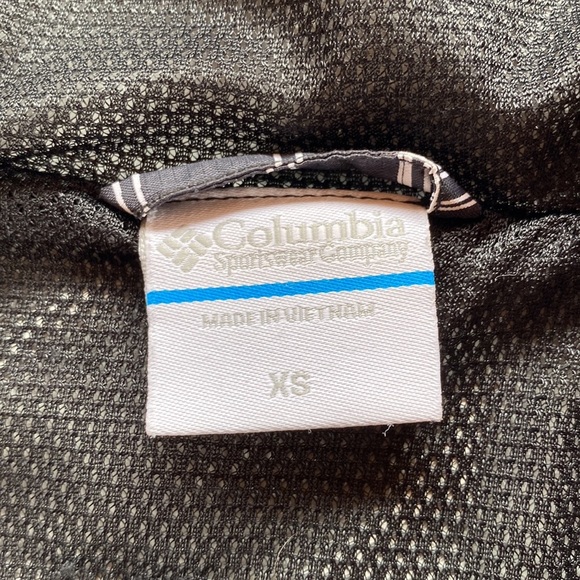 Columbia
Sportswear Company
MADE IN VIETNAM
XS